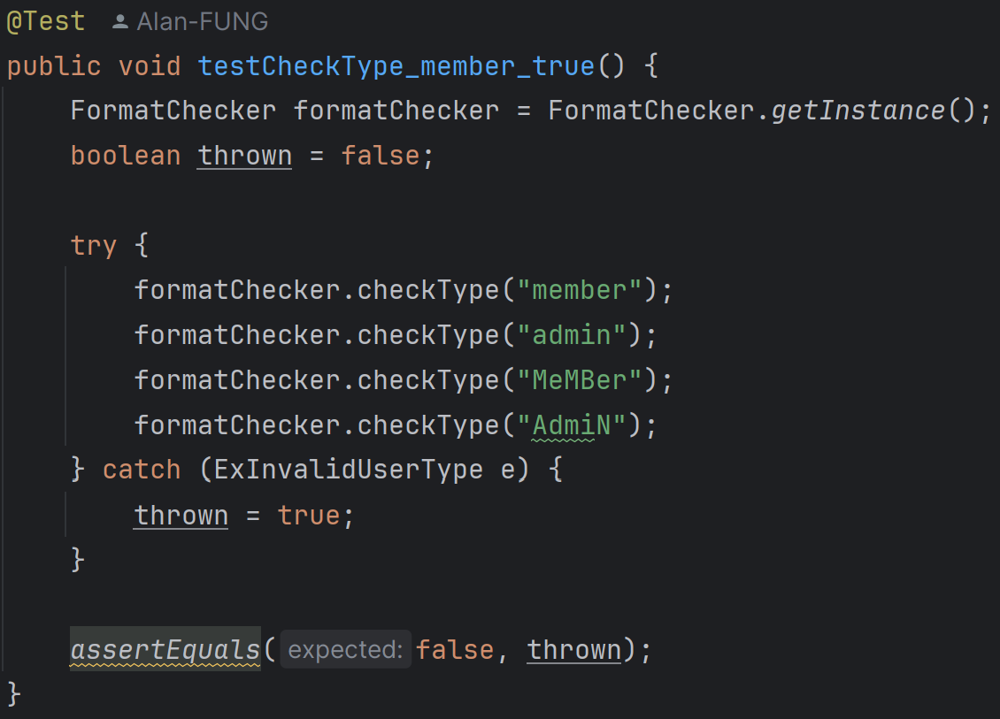 @Test Alan-FUNG
public void testCheckType_member_true() {
    FormatChecker formatChecker = FormatChecker.getInstance();
    boolean thrown = false;

    try {
        formatChecker.checkType("member");
        formatChecker.checkType("admin");
        formatChecker.checkType("MeMBer");
        formatChecker.checkType("AdmiN");
    } catch (ExInvalidUserType e) {
        thrown = true;
    }

    assertEquals( expected: false, thrown);
}